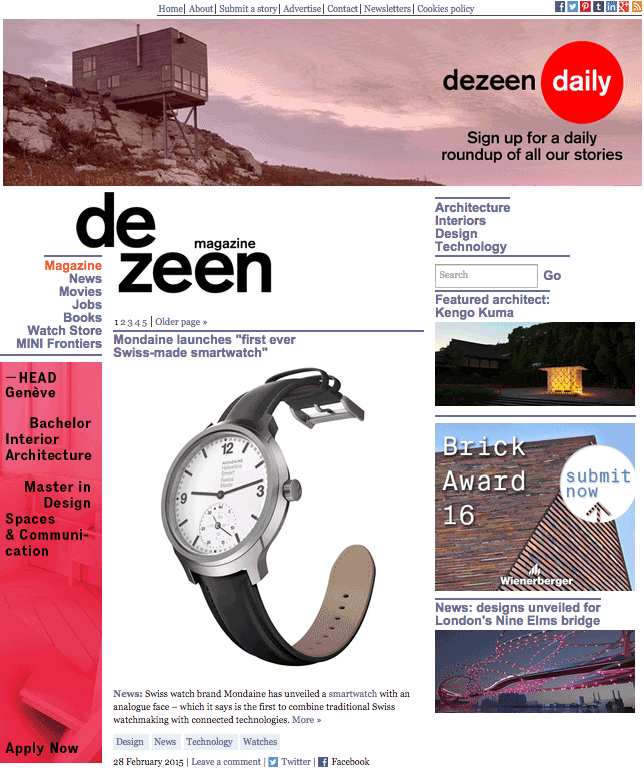 Home| About| Submit a story| Advertise| Contact| Newsletters| Cookies policy
dezeen daily
Sign up for a daily
roundup of all our stories
de
magazine
zeen
Magazine
News
Movies
Jobs
Books
Watch Store
MINI Frontiers
— HEAD
Genève
Bachelor
Interior
Architecture
Master in
Design
Spaces
& Communi-
cation
Apply Now
1 2 3 4 5 | Older page »
Mondaine launches "first ever
Swiss-made smartwatch"
12
MONDAINE
Helvetica
Smart
Swiss
Made
3
News: Swiss watch brand Mondaine has unveiled a smartwatch with an
analogue face – which it says is the first to combine traditional Swiss
watchmaking with connected technologies. More »
Design News Technology Watches
28 February 2015 | Leave a comment | Twitter | Facebook
Architecture
Interiors
Design
Technology
Search Go
Featured architect:
Kengo Kuma
Brick
Award
16
submit
now
Wienerberger
News: designs unveiled for
London's Nine Elms bridge